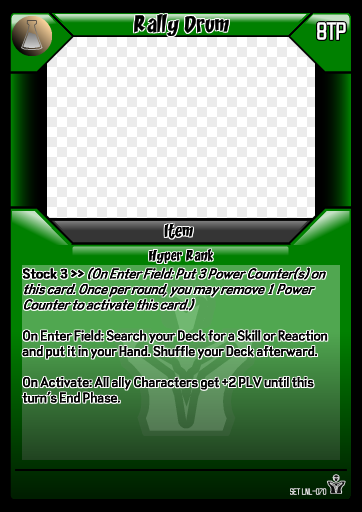 Rally Drum
8TP
Item
Hyper Rank
Stock 3 >> (On Enter Field: Put 3 Power Counter(s) on
this card. Once per round, you may remove 1 Power
Counter to activate this card.)
On Enter Field: Search your Deck for a Skill or Reaction
and put it in your Hand. Shuffle your Deck afterward.
On Activate: All ally Characters get +2 PLV until this
turn's End Phase.
SET LNL-070